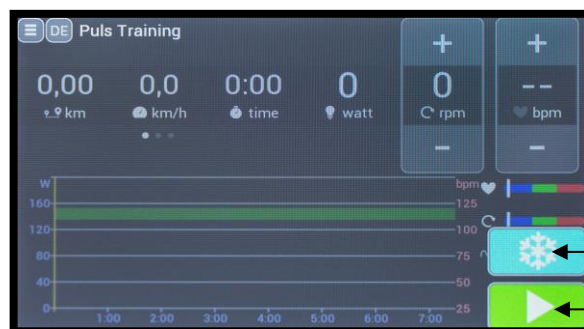 DE Puls Training
0,00 0,0 0:00 0 0 --
km km/h time watt rpm bpm
W bpm
160 125
120 100
80 75
40 50
0 25
1:00 2:00 3:00 4:00 5:00 6:00 7:00